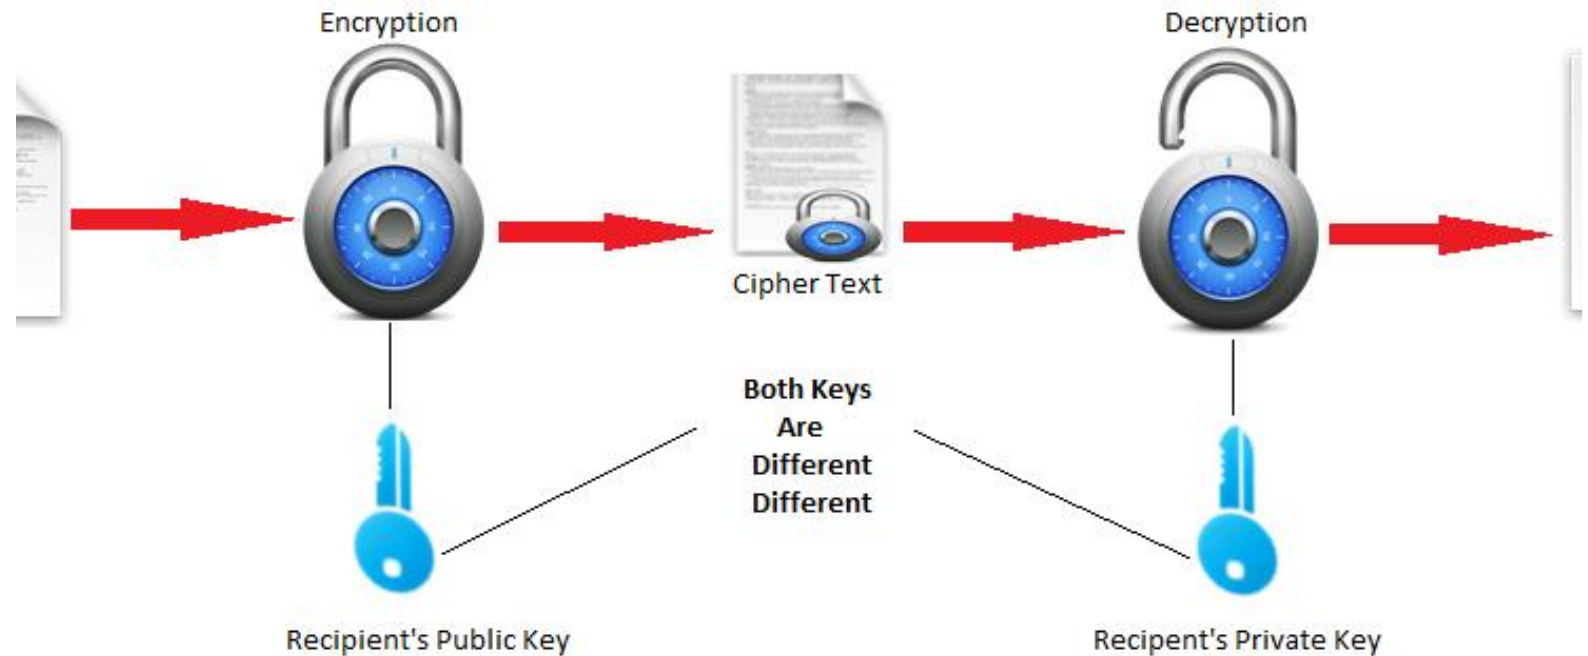 Encryption
Decryption
Cipher Text
Both Keys
Are
Different
Different
Recipient's Public Key
Recipent's Private Key